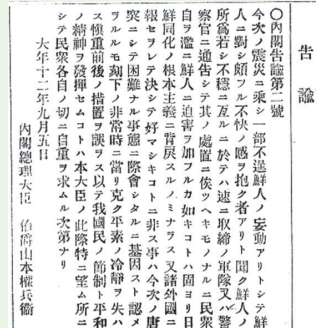 告諭
○內閣告諭第二號
今次ノ震災ニ乘シ一部不逞鮮人ノ妄動アリトシテ鮮
人ニ對シ頗フル不快ノ感ヲ抱ク者アリト聞ク鮮人ノ
所爲若シ不穩ニ亙ルニ於テハ速ニ取締ノ軍隊又ハ警
察官ニ通告シテ其ノ處置ニ俟ツヘキモノナルニ民衆
自ラ濫ニ鮮人ニ迫害ヲ加フルカ如キコトハ固ヨリ日
鮮同化ノ根本主義ニ背戾スルノミナラス又諸外國ニ
報セラレテ決シテ好マシキコトニ非ス事ハ今次ノ唐
突ニシテ困難ナル事態ニ際會シタルニ基因スト認メ
ラルルモ刻下ノ非常時ニ當リ克ク平素ノ冷靜ヲ失ハ
ス愼重前後ノ措置ヲ誤ラス以テ我國民ノ節制ト平和
ノ精神ヲ發揮セムコトハ本大臣ノ此際特ニ望ム所ニ
シテ民衆各自ノ切ニ自重ヲ求ムル次第ナリ
大年十二年九月五日
內閣總理大臣 伯爵山本權兵衞